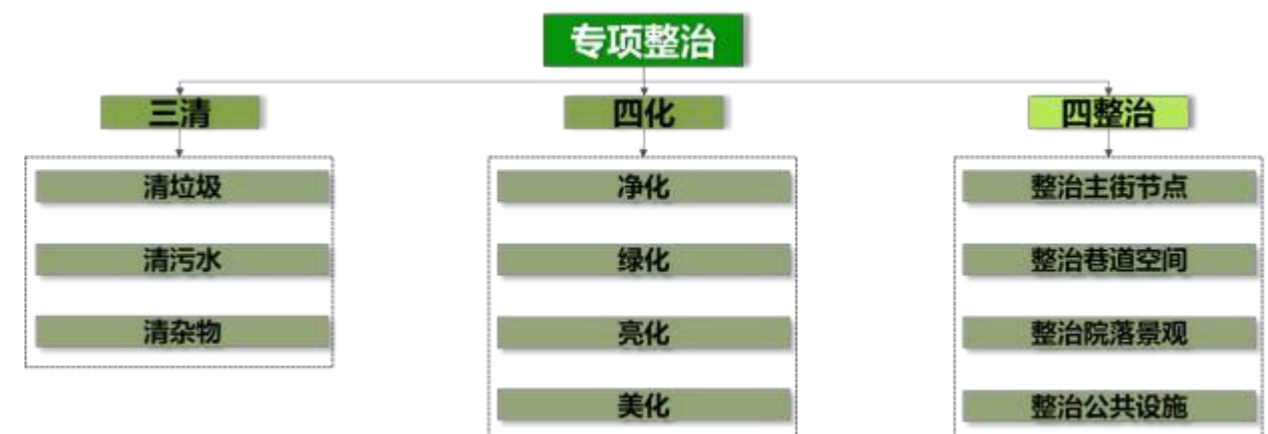 专项整治
三清
四化
四整治
清垃圾
净化
整治主街节点
清污水
绿化
整治巷道空间
清杂物
亮化
整治院落景观
美化
整治公共设施